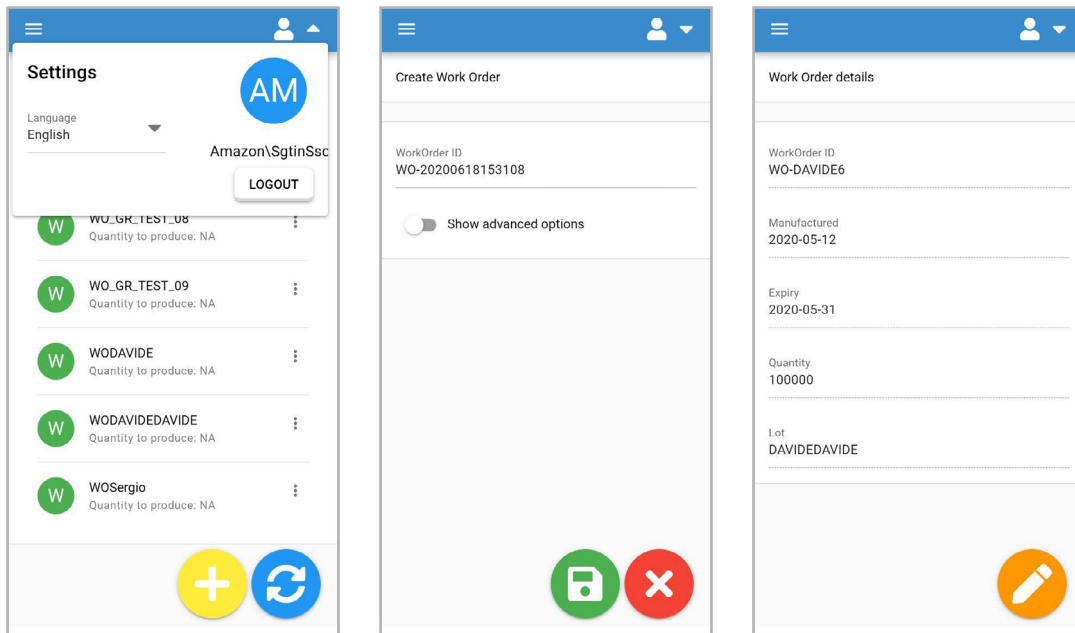 Settings
AM
Language
English
Amazon\SgtinSsc
LOGOUT
W
WO_GR_TEST_08
Quantity to produce: NA
W
WO_GR_TEST_09
Quantity to produce: NA
W
WODAVIDE
Quantity to produce: NA
W
WODAVIDEDAVIDE
Quantity to produce: NA
W
WOSergio
Quantity to produce: NA
Create Work Order
WorkOrder ID
WO-20200618153108
Show advanced options
Work Order details
WorkOrder ID
WO-DAVIDE6
Manufactured
2020-05-12
Expiry
2020-05-31
Quantity
100000
Lot
DAVIDEDAVIDE